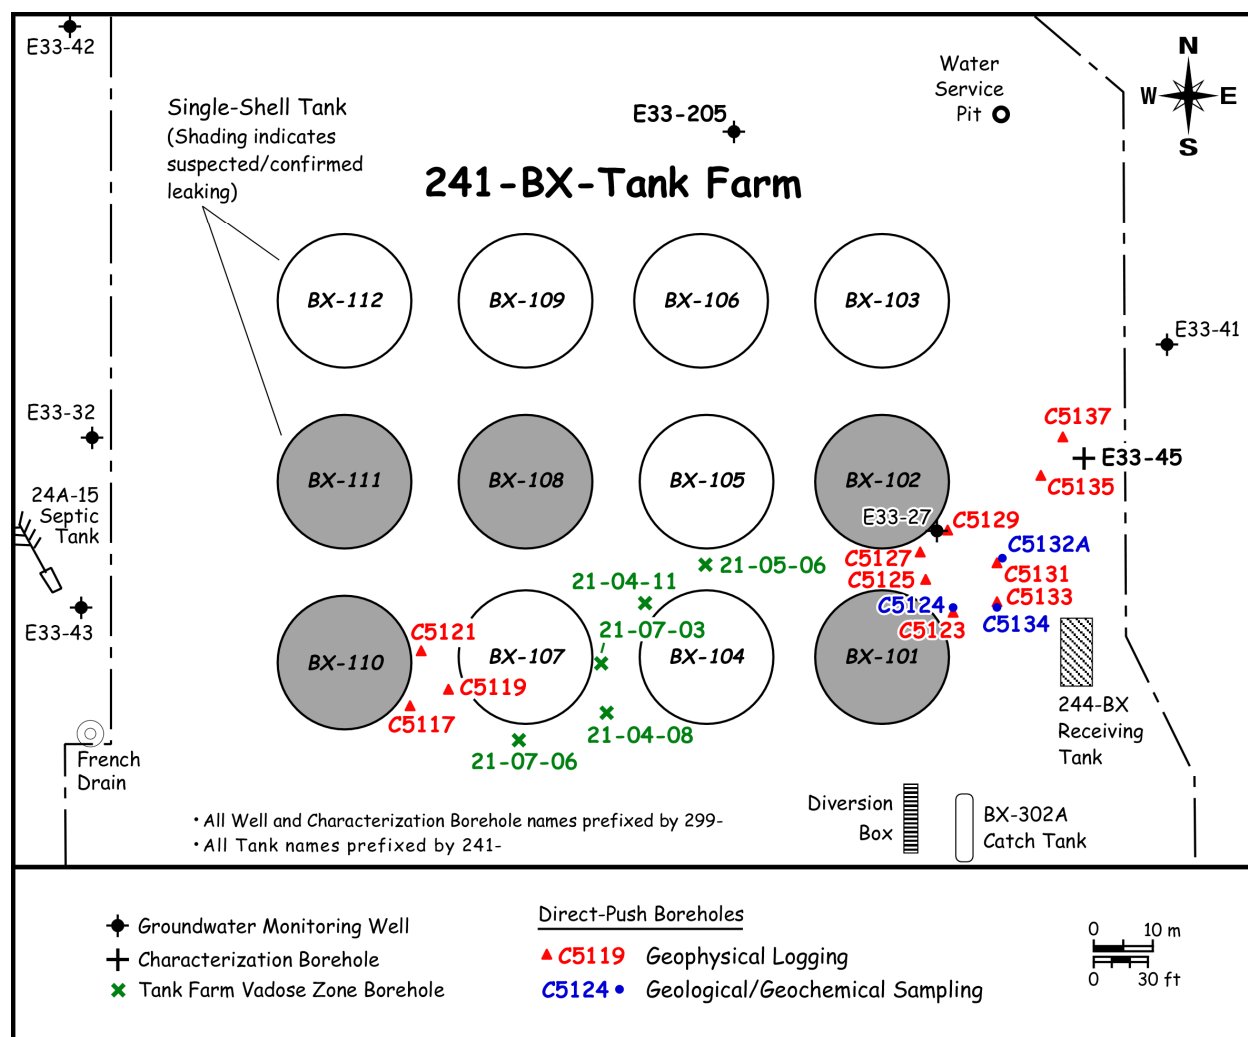 E33-42
Single-Shell Tank
(Shading indicates
suspected/confirmed
leaking)
E33-205
Water
Service
Pit
N
W E
S
241-BX-Tank Farm
BX-112
BX-109
BX-106
BX-103
E33-41
E33-32
C5137
E33-45
C5135
BX-111
BX-108
BX-105
BX-102
24A-15
Septic
Tank
E33-27
C5129
C5132A
C5127
C5131
C5125
C5133
C5124
C5123
C5134
21-05-06
21-04-11
21-07-03
E33-43
C5121
BX-110
BX-107
BX-104
BX-101
C5119
C5117
21-04-08
21-07-06
244-BX
Receiving
Tank
French
Drain
Diversion
Box
BX-302A
Catch Tank
• All Well and Characterization Borehole names prefixed by 299-
• All Tank names prefixed by 241-
Groundwater Monitoring Well
Characterization Borehole
Tank Farm Vadose Zone Borehole
Direct-Push Boreholes
C5119 Geophysical Logging
C5124 Geological/Geochemical Sampling
0 10 m
0 30 ft